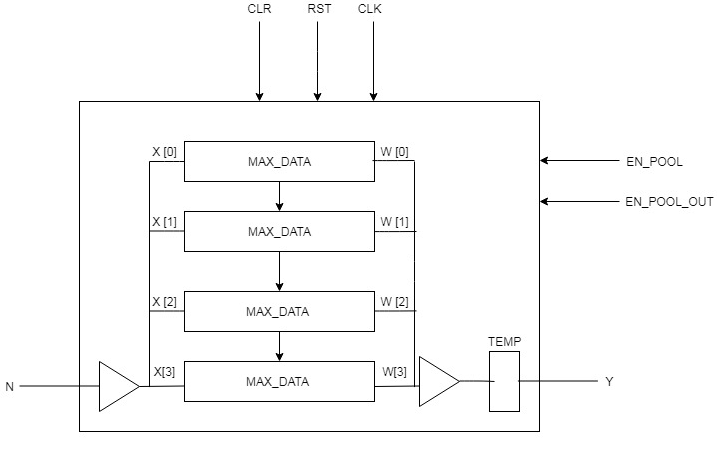 CLR RST CLK
X [0] MAX_DATA W [0]
EN_POOL
EN_POOL_OUT
X [1] MAX_DATA W [1]
X [2] MAX_DATA W [2]
TEMP
X[3] MAX_DATA W[3]
N
Y